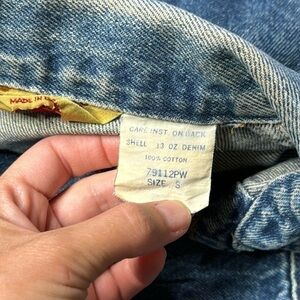 MADE IN
CARE INST. ON BACK
SHELL 13 OZ DENIM
100% COTTON
79112PW
SIZE S